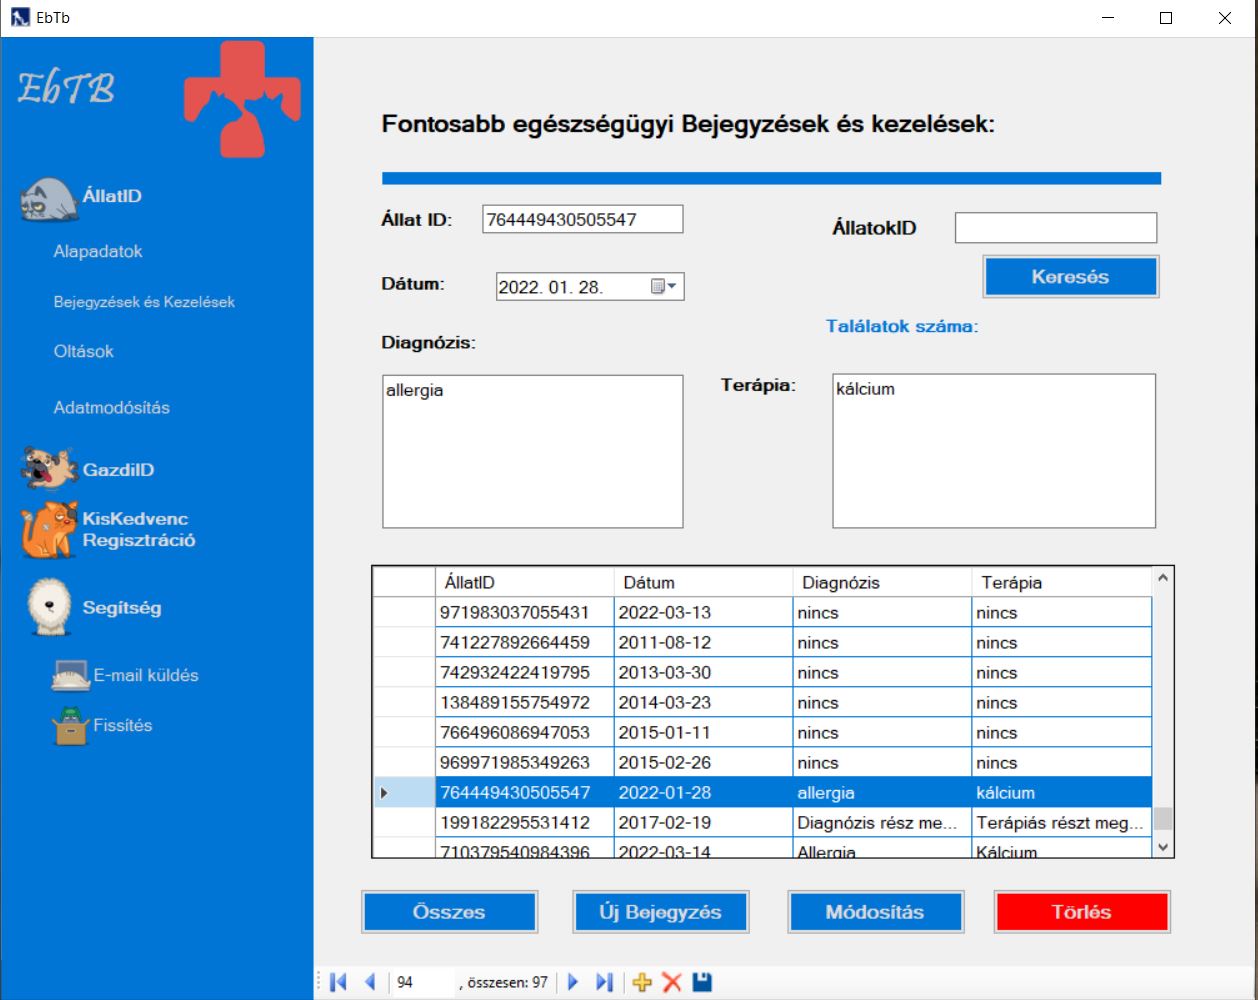 EbTb
EbTB
ÁllatID
Alapadatok
Bejegyzések és Kezelések
Oltások
Adatmodósítás
GazdiID
KisKedvenc
Regisztráció
Segítség
E-mail küldés
Fissítés
Fontosabb egészségügyi Bejegyzések és kezelések:
Állat ID: 764449430505547
ÁllatokID
Dátum: 2022. 01. 28.
Keresés
Találatok száma:
Diagnózis:
allergia
Terápia:
kálcium
ÁllatID Dátum Diagnózis Terápia
971983037055431 2022-03-13 nincs nincs
741227892664459 2011-08-12 nincs nincs
742932422419795 2013-03-30 nincs nincs
138489155754972 2014-03-23 nincs nincs
766496086947053 2015-01-11 nincs nincs
969971985349263 2015-02-26 nincs nincs
764449430505547 2022-01-28 allergia kálcium
199182295531412 2017-02-19 Diagnózis rész me... Terápiás részt meg...
710379540984396 2022-03-14 Allergia Kálcium
Összes Új Bejegyzés Módosítás Törlés
94 , összesen: 97